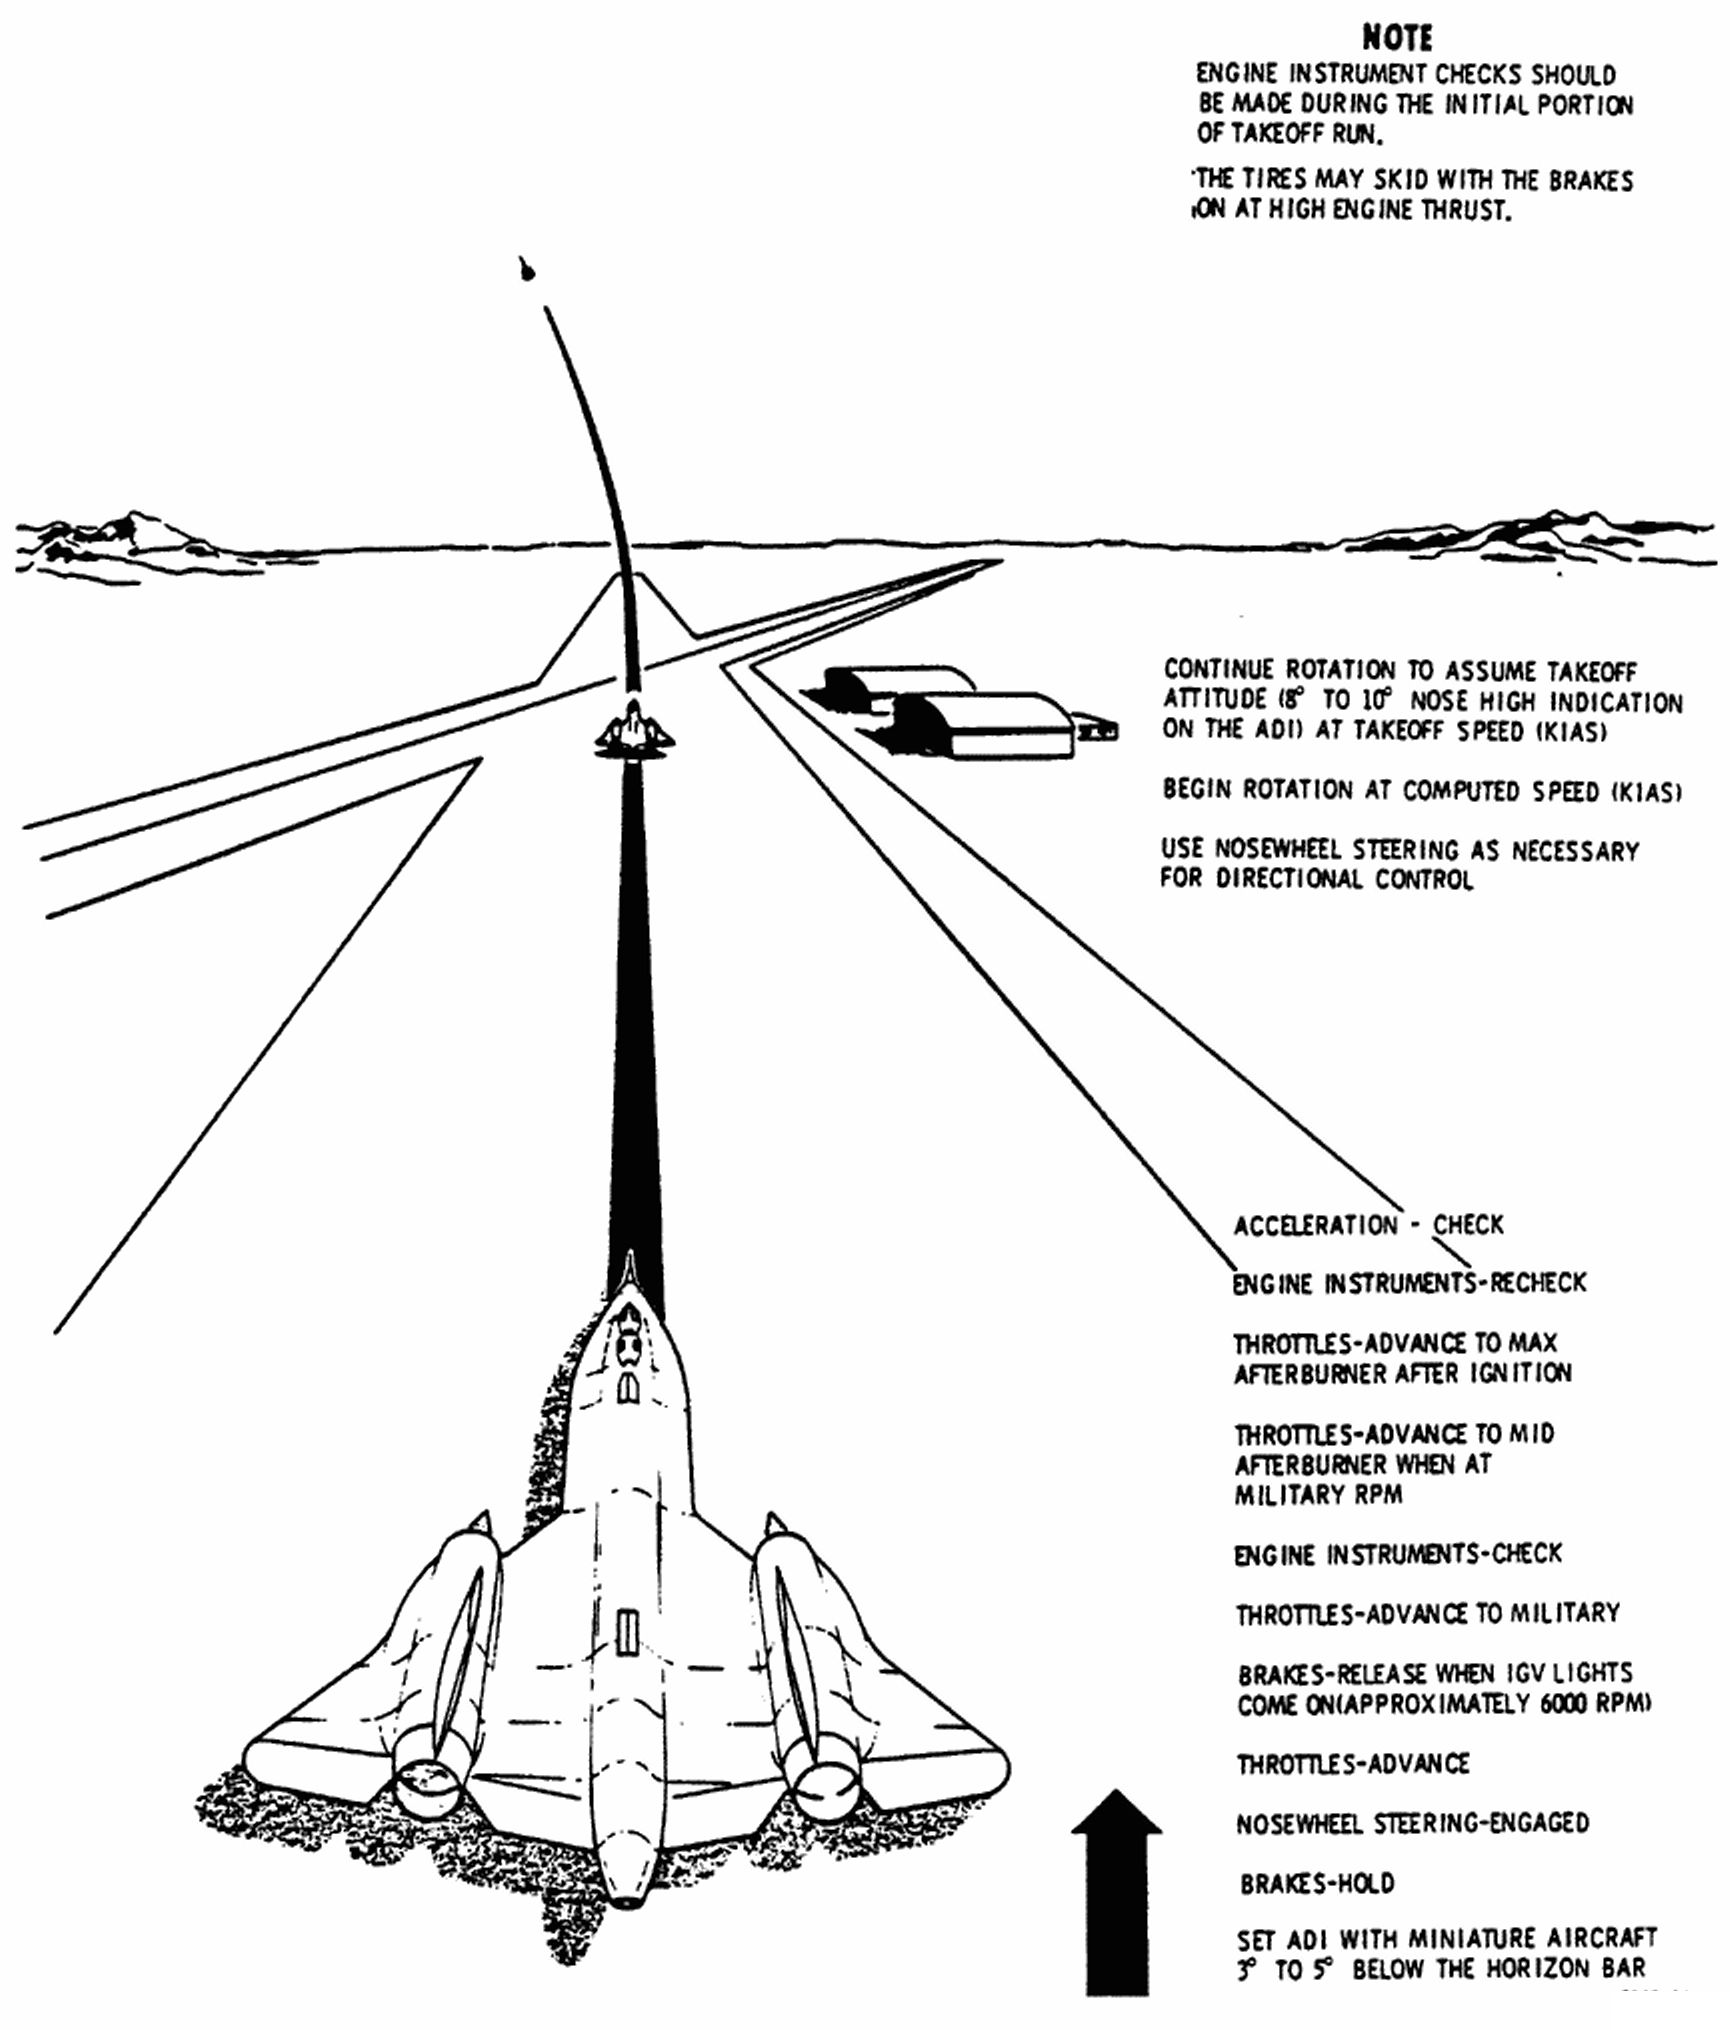 NOTE
ENGINE INSTRUMENT CHECKS SHOULD
BE MADE DURING THE INITIAL PORTION
OF TAKEOFF RUN.
THE TIRES MAY SKID WITH THE BRAKES
ON AT HIGH ENGINE THRUST.
CONTINUE ROTATION TO ASSUME TAKEOFF
ATTITUDE (8° TO 10° NOSE HIGH INDICATION
ON THE ADI) AT TAKEOFF SPEED (KIAS)
BEGIN ROTATION AT COMPUTED SPEED (KIAS)
USE NOSEWHEEL STEERING AS NECESSARY
FOR DIRECTIONAL CONTROL
ACCELERATION - CHECK
ENGINE INSTRUMENTS-RECHECK
THROTTLES-ADVANCE TO MAX
AFTERBURNER AFTER IGNITION
THROTTLES-ADVANCE TO MID
AFTERBURNER WHEN AT
MILITARY RPM
ENGINE INSTRUMENTS-CHECK
THROTTLES-ADVANCE TO MILITARY
BRAKES-RELEASE WHEN IGV LIGHTS
COME ON(APPROXIMATELY 6000 RPM)
THROTTLES-ADVANCE
NOSEWHEEL STEERING-ENGAGED
BRAKES-HOLD
SET ADI WITH MINIATURE AIRCRAFT
3° TO 5° BELOW THE HORIZON BAR